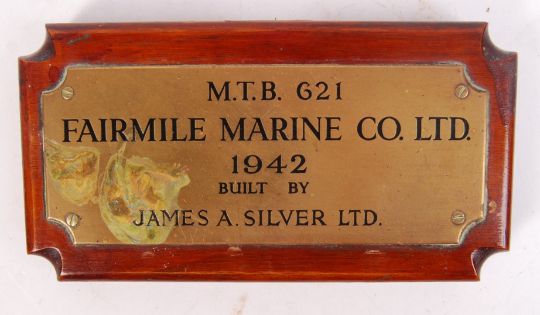 M.T.B. 621
FAIRMILE MARINE CO. LTD.
1942
BUILT BY
JAMES A. SILVER LTD.